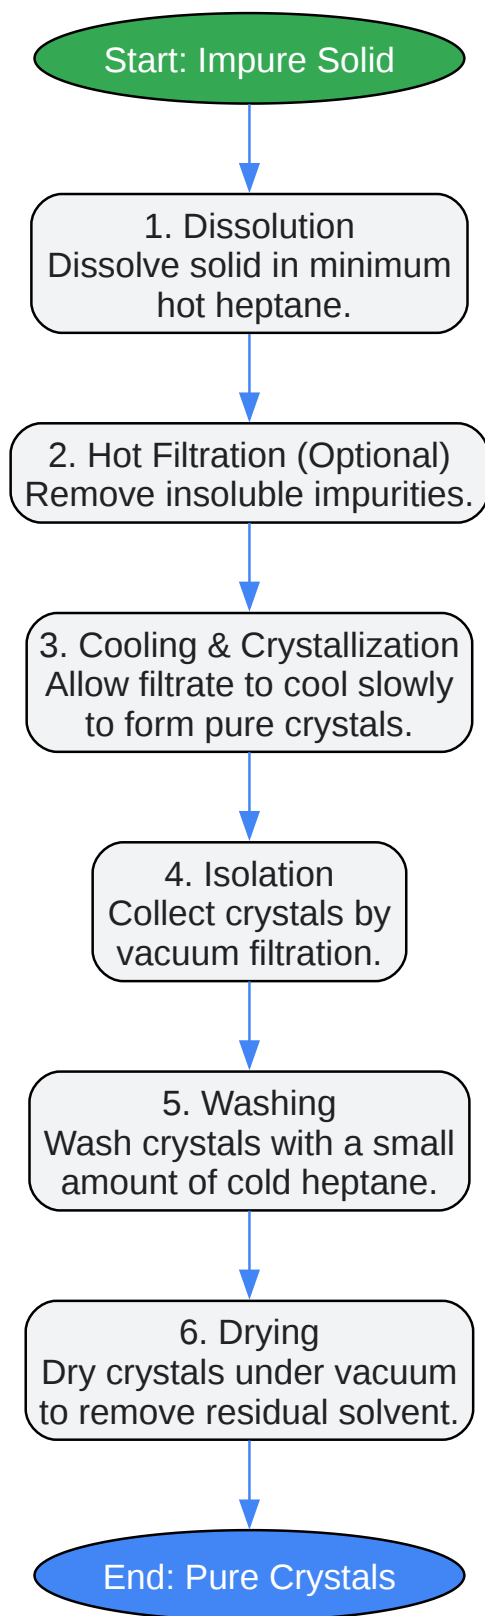 Start: Impure Solid
1. Dissolution
Dissolve solid in minimum
hot heptane.
2. Hot Filtration (Optional)
Remove insoluble impurities.
3. Cooling & Crystallization
Allow filtrate to cool slowly
to form pure crystals.
4. Isolation
Collect crystals by
vacuum filtration.
5. Washing
Wash crystals with a small
amount of cold heptane.
6. Drying
Dry crystals under vacuum
to remove residual solvent.
End: Pure Crystals